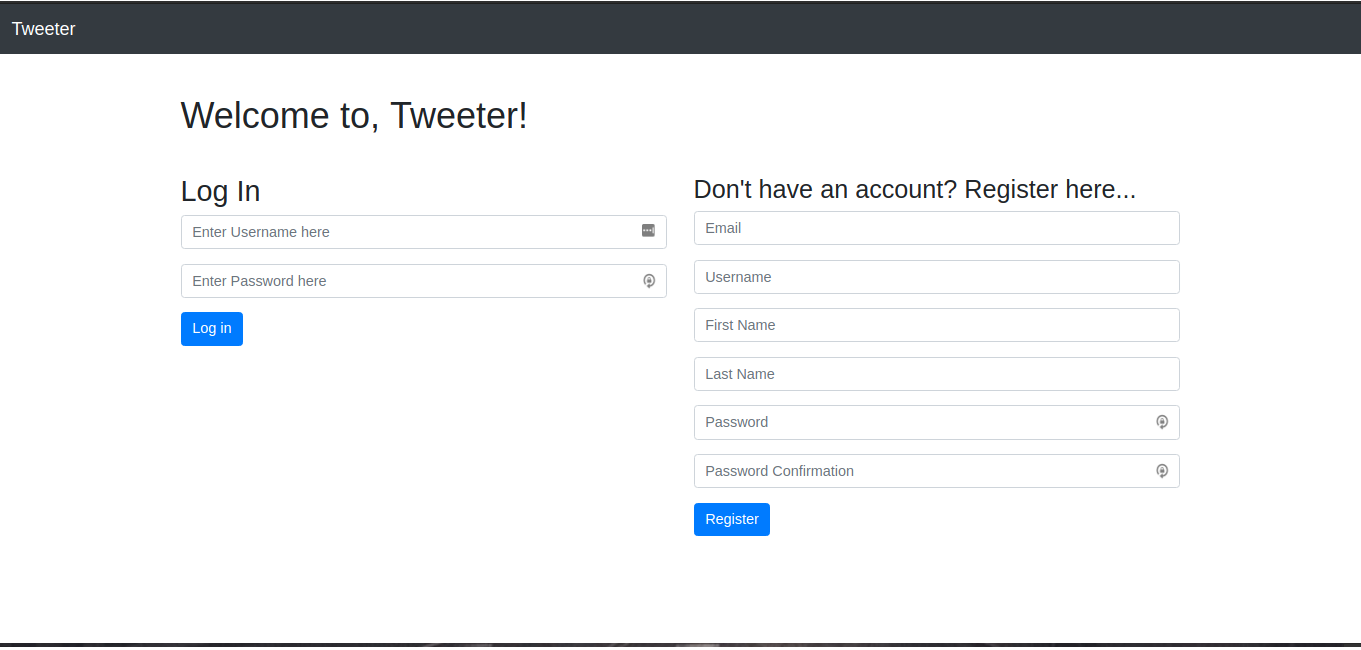 Tweeter
Welcome to, Tweeter!
Log In
Enter Username here
Enter Password here
Log in
Don't have an account? Register here...
Email
Username
First Name
Last Name
Password
Password Confirmation
Register